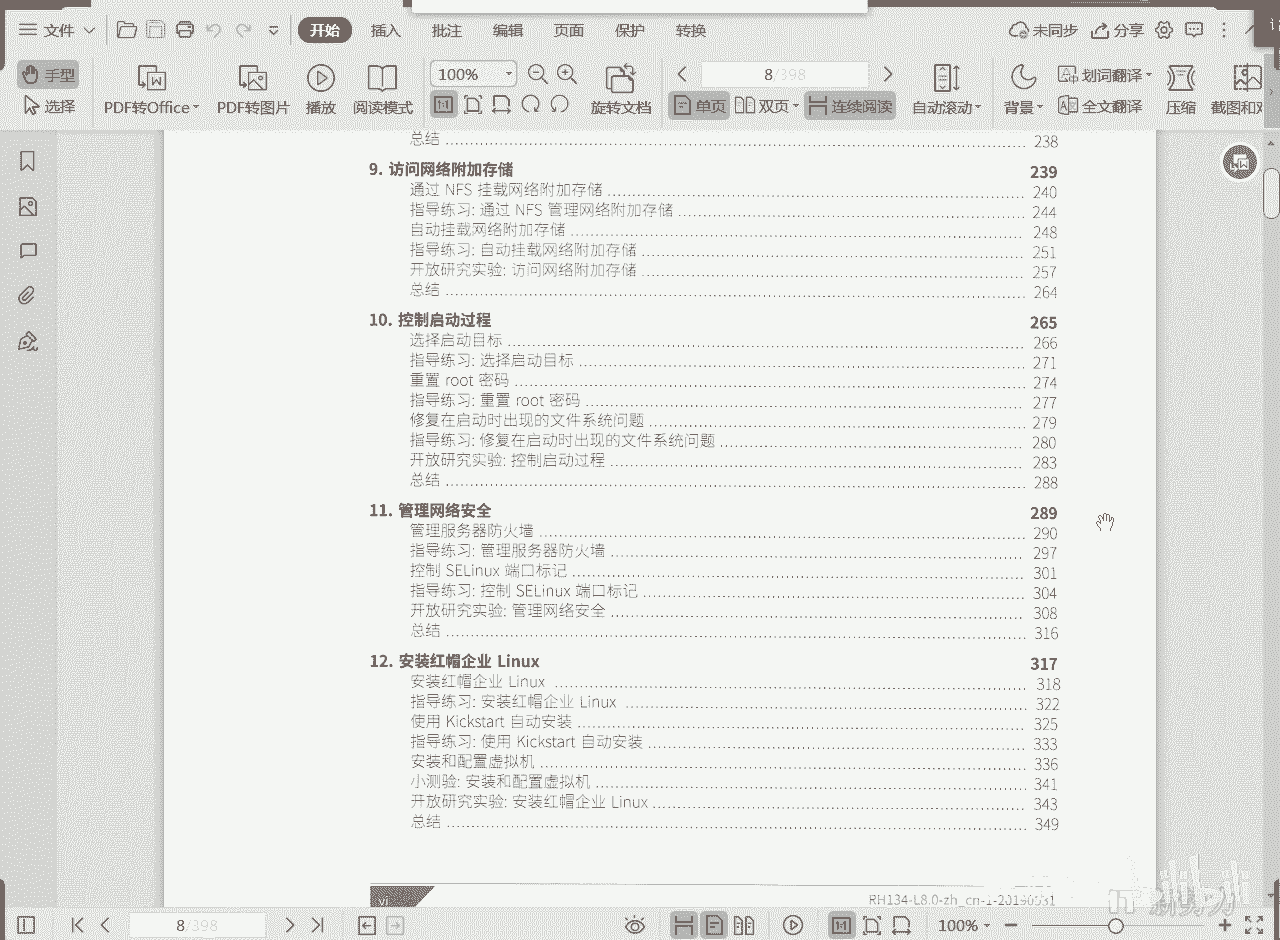 文件
开始
插入
批注
编辑
页面
保护
转换
未同步
分享
手型
选择
PDF转Office
PDF转图片
播放
阅读模式
100%
旋转文档
8/398
单页
双页
连续阅读
自动滚动
背景
划词翻译
全文翻译
压缩
截图和对
总结 238
9. 访问网络附加存储 239
通过 NFS 挂载网络附加存储 240
指导练习: 通过 NFS 管理网络附加存储 244
自动挂载网络附加存储 248
指导练习: 自动挂载网络附加存储 251
开放研究实验: 访问网络附加存储 257
总结 264
10. 控制启动过程 265
选择启动目标 266
指导练习: 选择启动目标 271
重置 root 密码 274
指导练习: 重置 root 密码 277
修复在启动时出现的文件系统问题 279
指导练习: 修复在启动时出现的文件系统问题 280
开放研究实验: 控制启动过程 283
总结 288
11. 管理网络安全 289
管理服务器防火墙 290
指导练习: 管理服务器防火墙 297
控制 SELinux 端口标记 301
指导练习: 控制 SELinux 端口标记 304
开放研究实验: 管理网络安全 308
总结 316
12. 安装红帽企业 Linux 317
安装红帽企业 Linux 318
指导练习: 安装红帽企业 Linux 322
使用 Kickstart 自动安装 325
指导练习: 使用 Kickstart 自动安装 333
安装和配置虚拟机 336
小测验: 安装和配置虚拟机 341
开放研究实验: 安装红帽企业 Linux 343
总结 349
vi
RH134-L8.0-zh_cn-1-20190531
8/398
100%